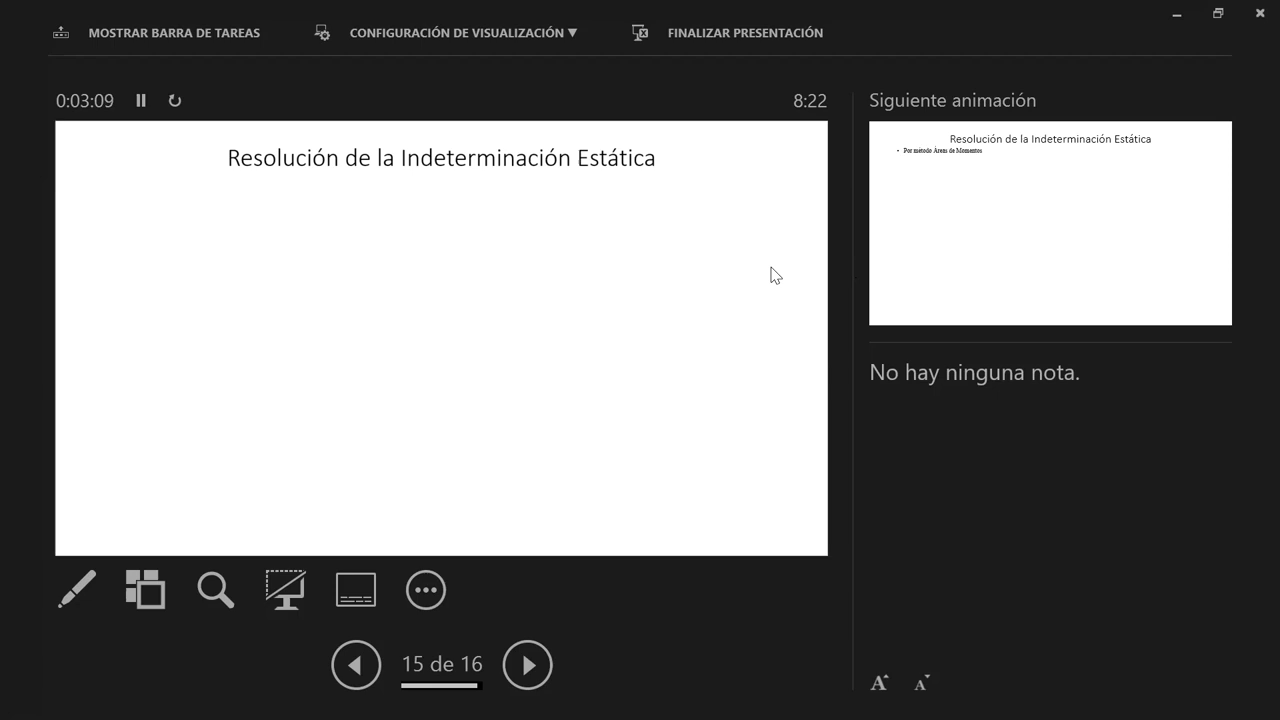 MOSTRAR BARRA DE TAREAS
CONFIGURACIÓN DE VISUALIZACIÓN ▼
FINALIZAR PRESENTACIÓN
0:03:09
8:22
Resolución de la Indeterminación Estática
Siguiente animación
Resolución de la Indeterminación Estática
• Por método Áreas de Momentos
No hay ninguna nota.
15 de 16
A A